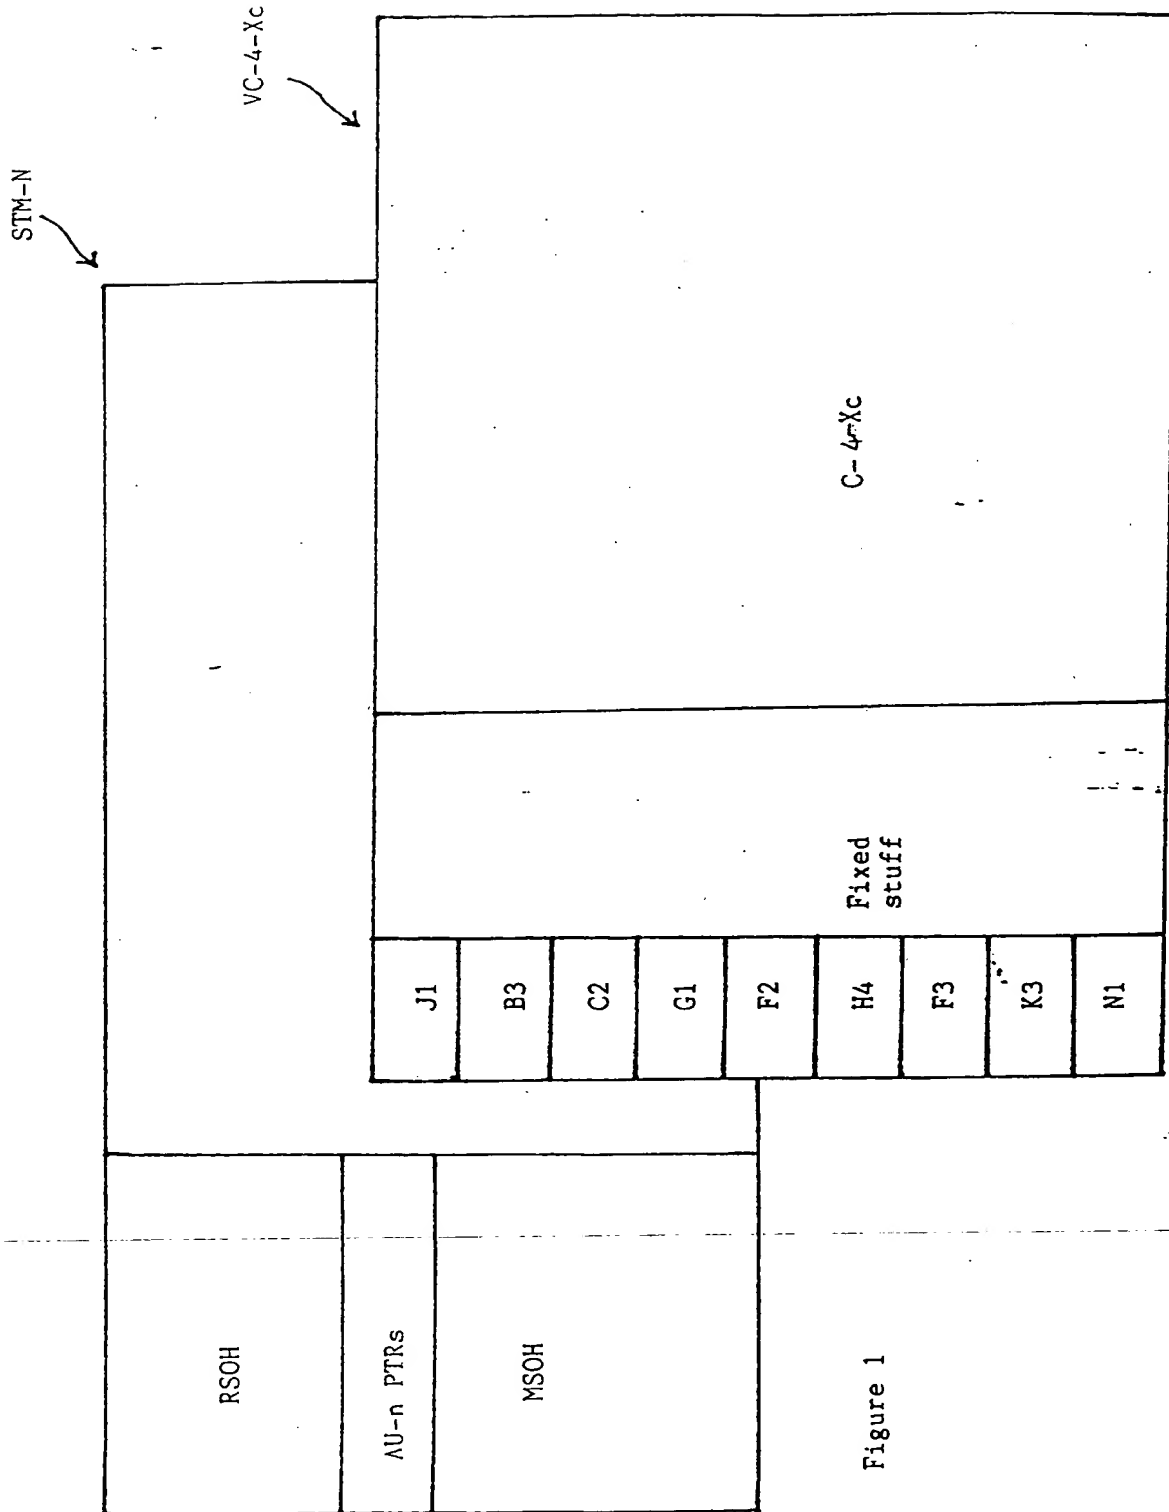 STM-N
VC-4-Xc
RSOH
AU-n PTRs
MSOH
J1
B3
C2
G1
F2
H4
F3
K3
N1
Fixed
stuff
C-4-Xc
Figure 1